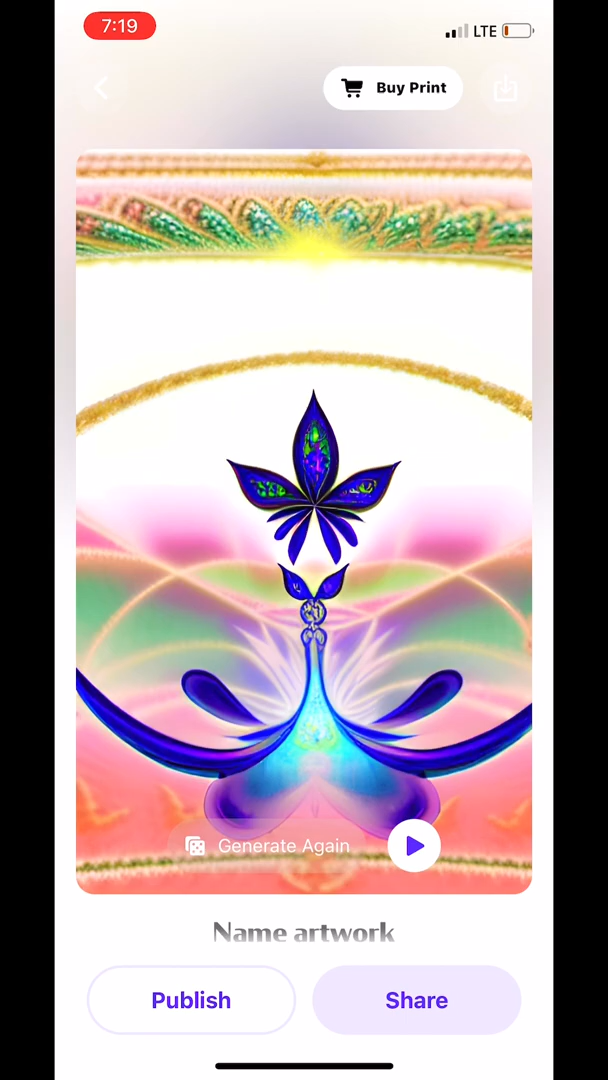 7:19
LTE
Buy Print
Generate Again
Name artwork
Publish
Share